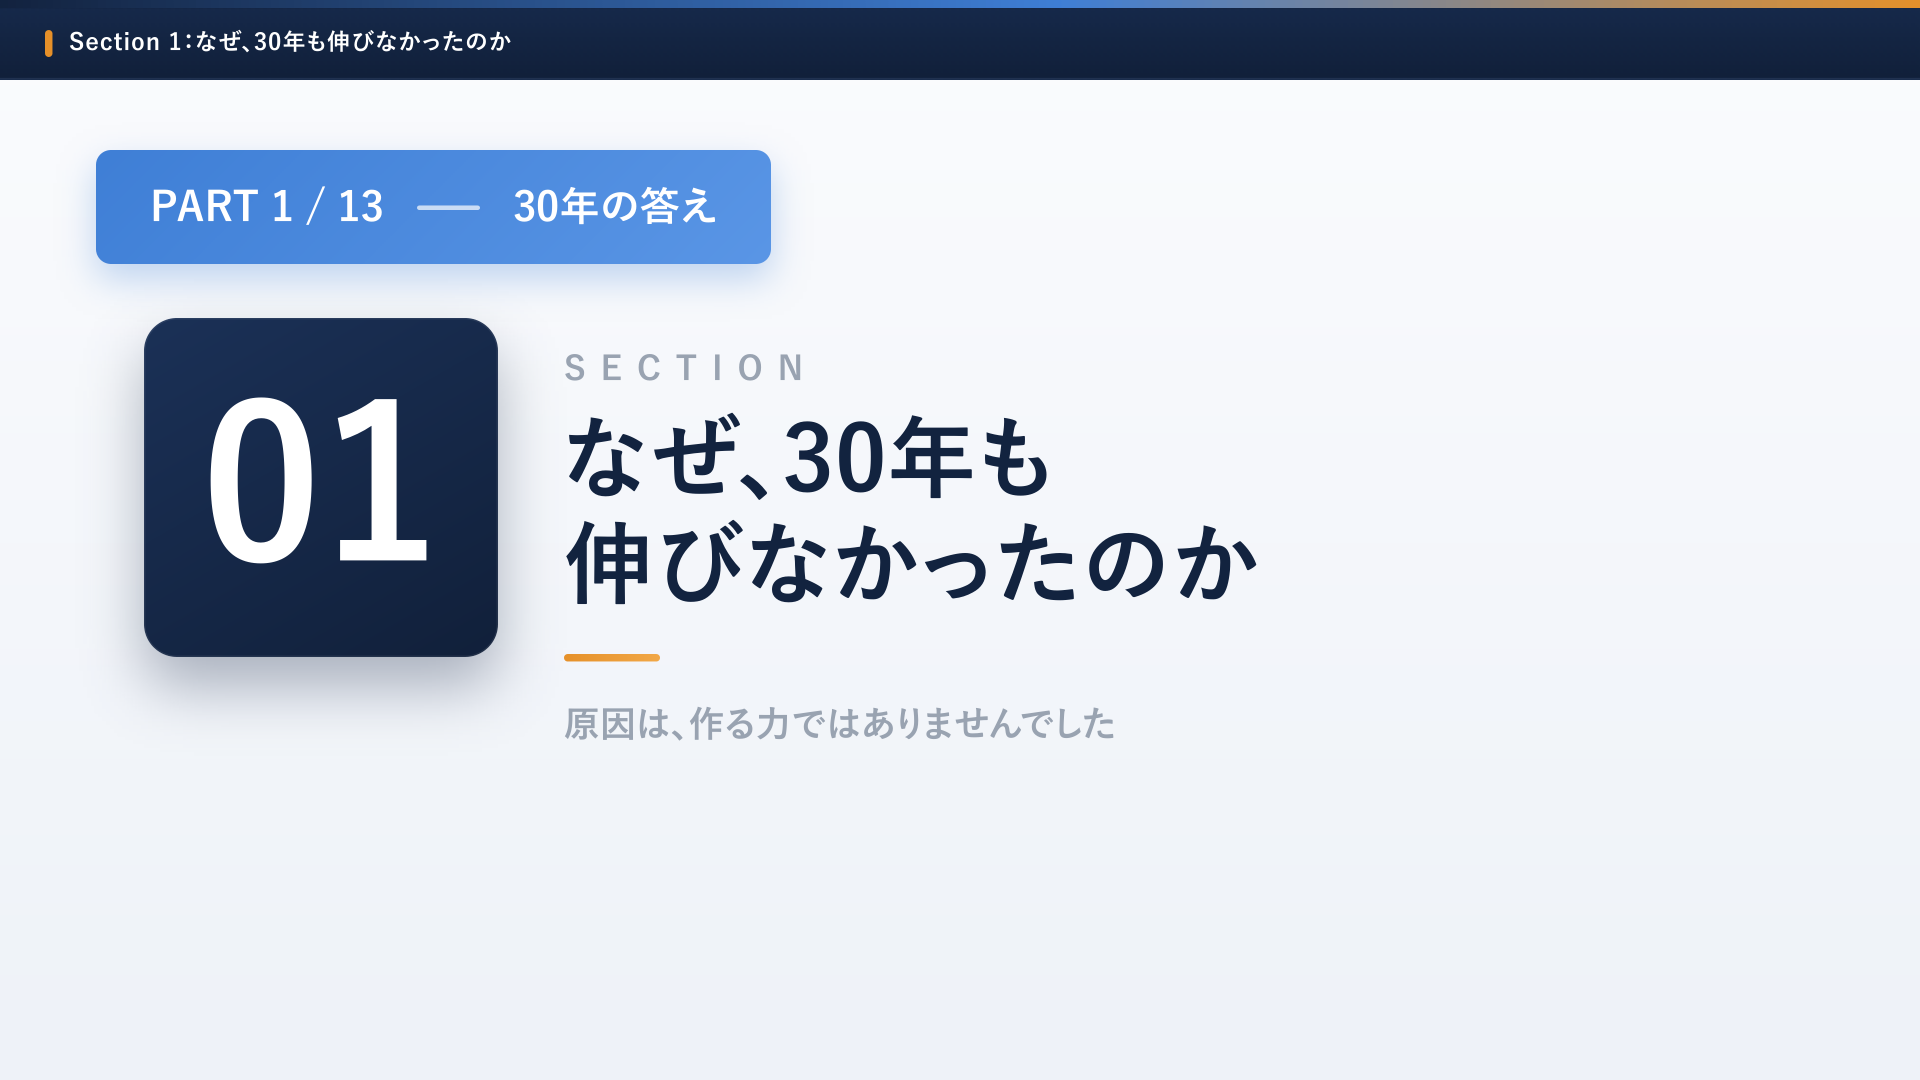 Section 1：なぜ、30年も伸びなかったのか
PART 1 / 13 — 30年の答え
01
SECTION
なぜ、30年も
伸びなかったのか
原因は、作る力ではありませんでした